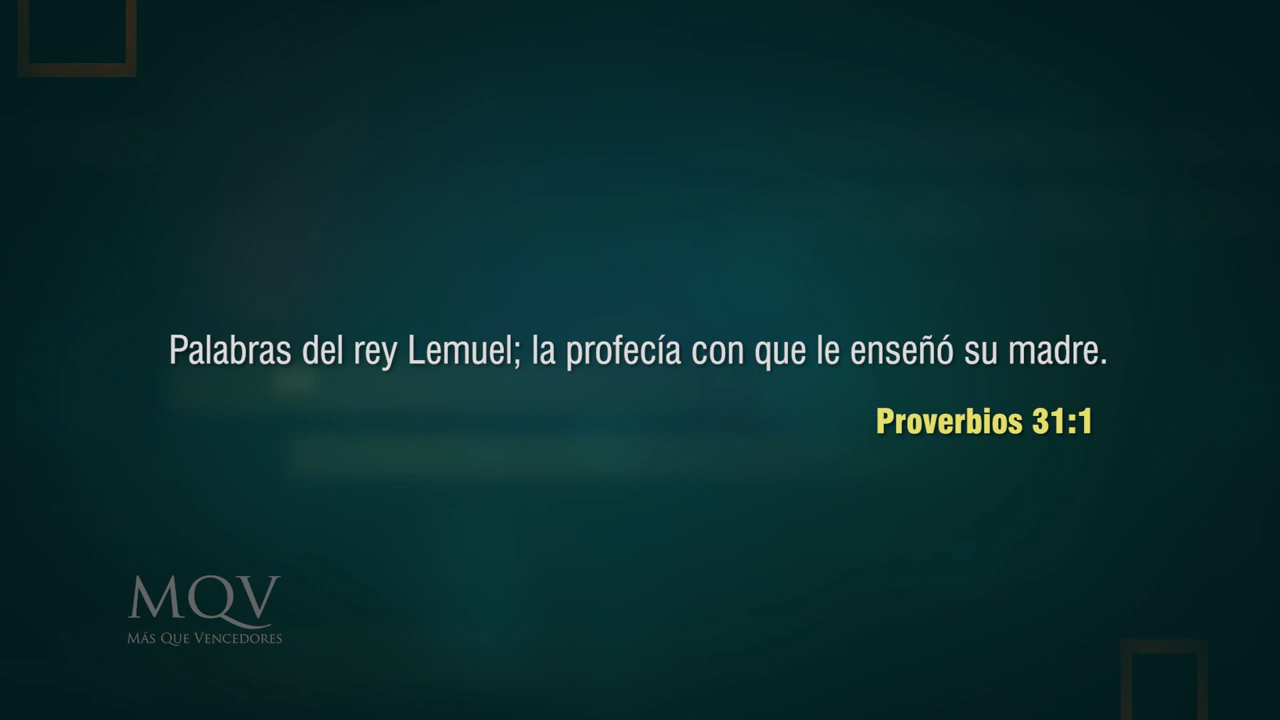 Palabras del rey Lemuel; la profecía con que le enseñó su madre.
Proverbios 31:1
MQV
MÁS QUE VENCEDORES